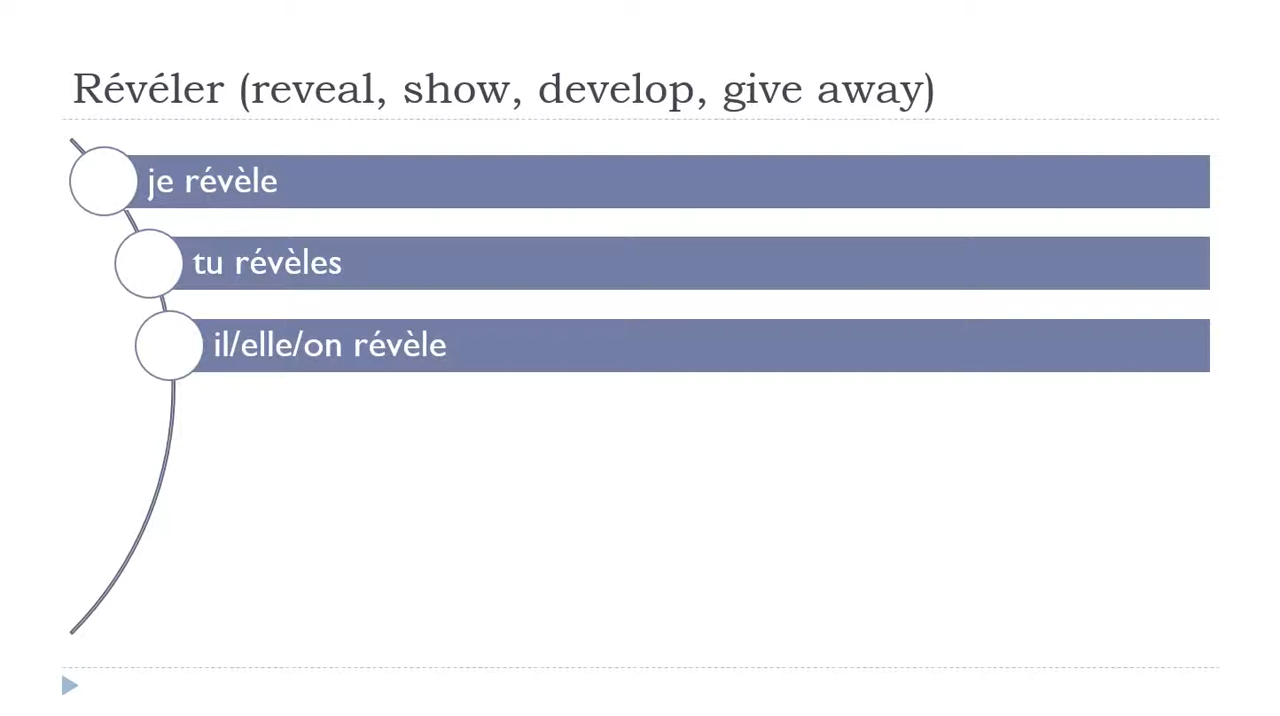 Révéler (reveal, show, develop, give away)
je révèle
tu révèles
il/elle/on révèle